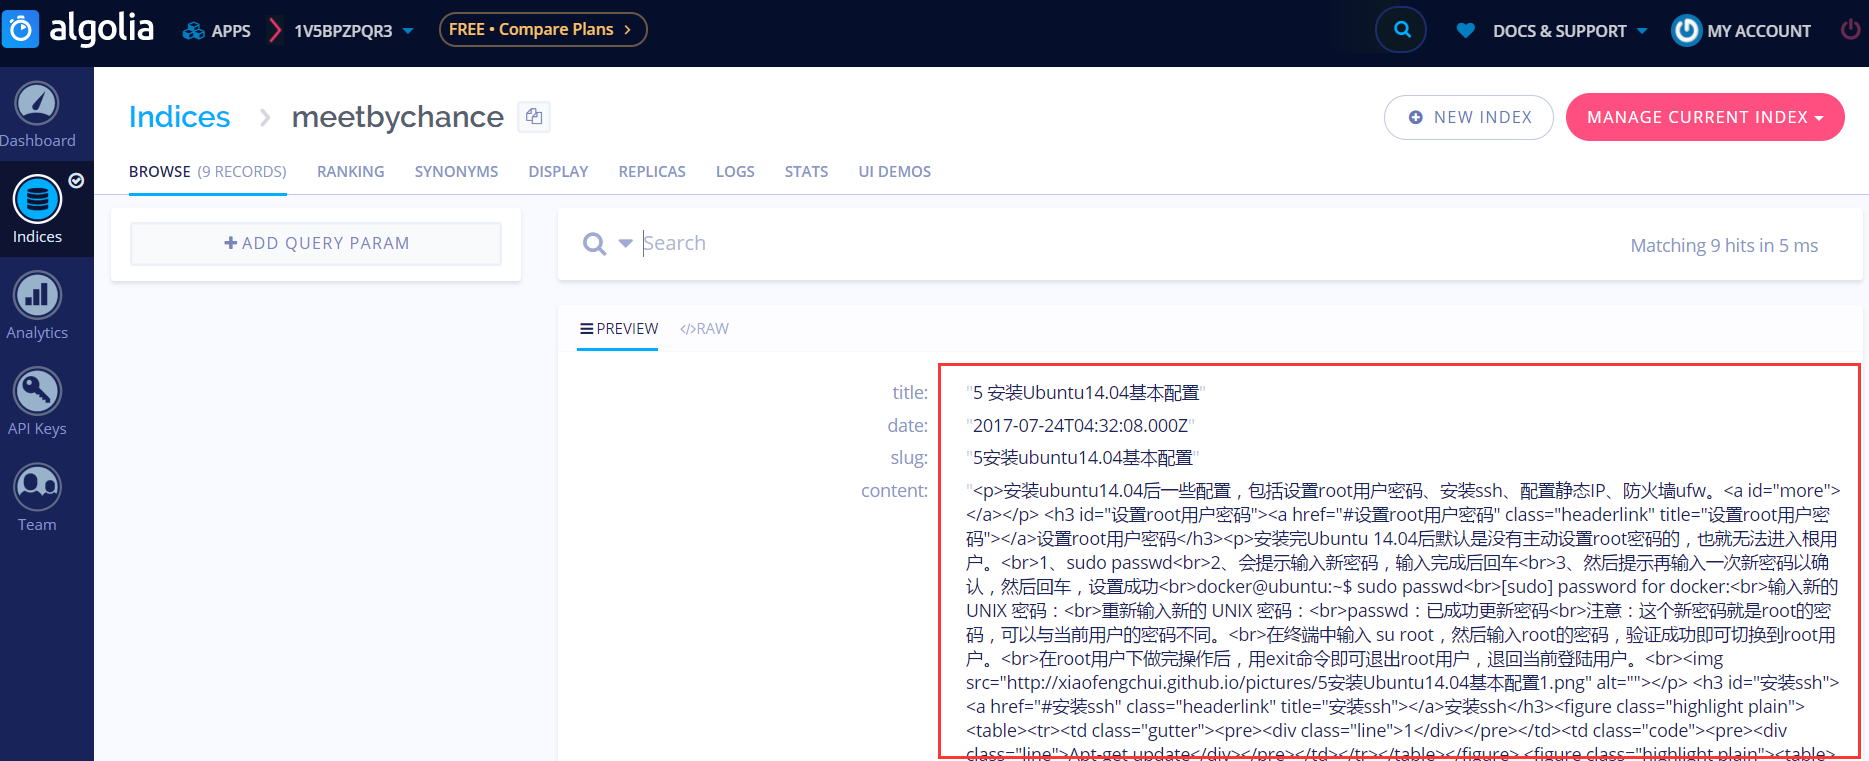 algolia APPS 1V5BPZPQR3 FREE • Compare Plans DOCS & SUPPORT MY ACCOUNT
Dashboard
Indices
Analytics
API Keys
Team
Indices meetbychance NEW INDEX MANAGE CURRENT INDEX
BROWSE (9 RECORDS) RANKING SYNONYMS DISPLAY REPLICAS LOGS STATS UI DEMOS
+ ADD QUERY PARAM
Search Matching 9 hits in 5 ms
PREVIEW </>RAW
title: "5 安装Ubuntu14.04基本配置"
date: "2017-07-24T04:32:08.000Z"
slug: "5安装ubuntu14.04基本配置"
content: "<p>安装ubuntu14.04后一些配置，包括设置root用户密码、安装ssh、配置静态IP、防火墙ufw。<a id="more">
</a></p> <h3 id="设置root用户密码"><a href="#设置root用户密码" class="headerlink" title="设置root用户密
码"></a>设置root用户密码</h3><p>安装完Ubuntu 14.04后默认是没有主动设置root密码的，也就无法进入根用
户。<br>1、sudo passwd<br>2、会提示输入新密码，输入完成后回车<br>3、然后提示再输入一次新密码以确
认，然后回车，设置成功<br>docker@ubuntu:~$ sudo passwd<br>[sudo] password for docker:<br>输入新的
UNIX 密码：<br>重新输入新的 UNIX 密码：<br>passwd：已成功更新密码<br>注意：这个新密码就是root的密
码，可以与当前用户的密码不同。<br>在终端中输入 su root，然后输入root的密码，验证成功即可切换到root用
户。<br>在root用户下做完操作后，用exit命令即可退出root用户，退回当前登陆用户。<br><img
src="http://xiaofengchui.github.io/pictures/5安装Ubuntu14.04基本配置1.png" alt=""></p> <h3 id="安装ssh">
<a href="#安装ssh" class="headerlink" title="安装ssh"></a>安装ssh</h3><figure class="highlight plain">
<table><tr><td class="gutter"><pre><div class="line">1</div></pre></td><td class="code"><pre><div
class="line">Apt-get update</div></pre></td></tr></table></figure> <figure class="highlight plain"><table>